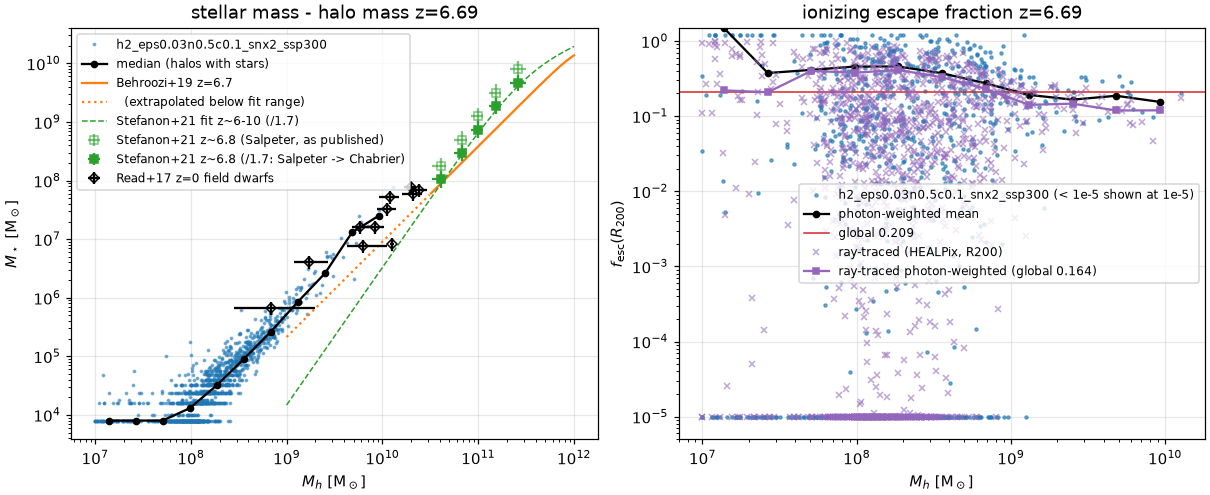 stellar mass - halo mass z=6.69
h2_eps0.03n0.5c0.1_snx2_ssp300
median (halos with stars)
Behroozi+19 z=6.7
(extrapolated below fit range)
Stefanon+21 fit z~6-10 (/1.7)
Stefanon+21 z~6.8 (Salpeter, as published)
Stefanon+21 z~6.8 (/1.7: Salpeter -> Chabrier)
Read+17 z=0 field dwarfs
M⋆ [M⊙]
10¹⁰
10⁹
10⁸
10⁷
10⁶
10⁵
10⁴
10⁷ 10⁸ 10⁹ 10¹⁰ 10¹¹ 10¹²
Mₕ [M⊙]
ionizing escape fraction z=6.69
h2_eps0.03n0.5c0.1_snx2_ssp300 (< 1e-5 shown at 1e-5)
photon-weighted mean
global 0.209
ray-traced (HEALPix, R200)
ray-traced photon-weighted (global 0.164)
fesc(R200)
10⁰
10⁻¹
10⁻²
10⁻³
10⁻⁴
10⁻⁵
10⁷ 10⁸ 10⁹ 10¹⁰
Mₕ [M⊙]